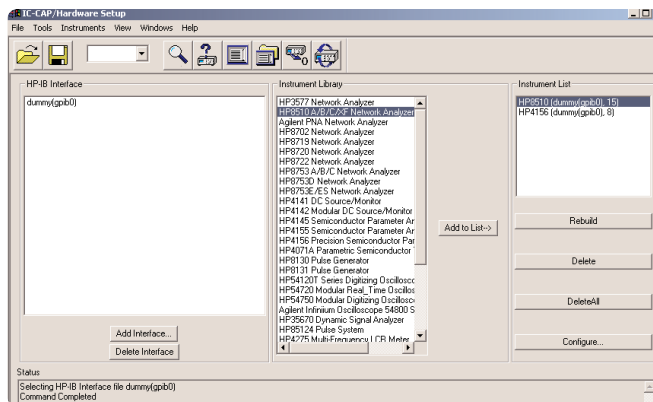 IC-CAP/Hardware Setup
File Tools Instruments View Windows Help
HP-IB Interface
dummy(gpib0)
Add Interface...
Delete Interface
Instrument Library
HP3577 Network Analyzer
HP8510 A/B/C/XF Network Analyzer
Agilent PNA Network Analyzer
HP8702 Network Analyzer
HP8719 Network Analyzer
HP8720 Network Analyzer
HP8722 Network Analyzer
HP8753 A/B/C Network Analyzer
HP8753D Network Analyzer
HP8753E/ES Network Analyzer
HP4141 DC Source/Monitor
HP4142 Modular DC Source/Monitor
HP4145 Semiconductor Parameter Ar
HP4155 Semiconductor Parameter Ar
HP4156 Precision Semiconductor Par
HP4071A Parametric Semiconductor
HP8130 Pulse Generator
HP8131 Pulse Generator
HP54120T Series Digitizing Oscillosc
HP54720 Modular Real_Time Oscillos
HP54750 Modular Digitizing Oscillosc
Agilent Infiniium Oscilloscope 54800 S
HP35670 Dynamic Signal Analyzer
HP85124 Pulse System
HP4275 Multi-Frequency LCR Meter
Add to List-->
Instrument List
HP8510 (dummy(gpib0), 15)
HP4156 (dummy(gpib0), 8)
Rebuild
Delete
DeleteAll
Configure...
Status
Selecting HP-IB Interface file dummy(gpib0)
Command Completed